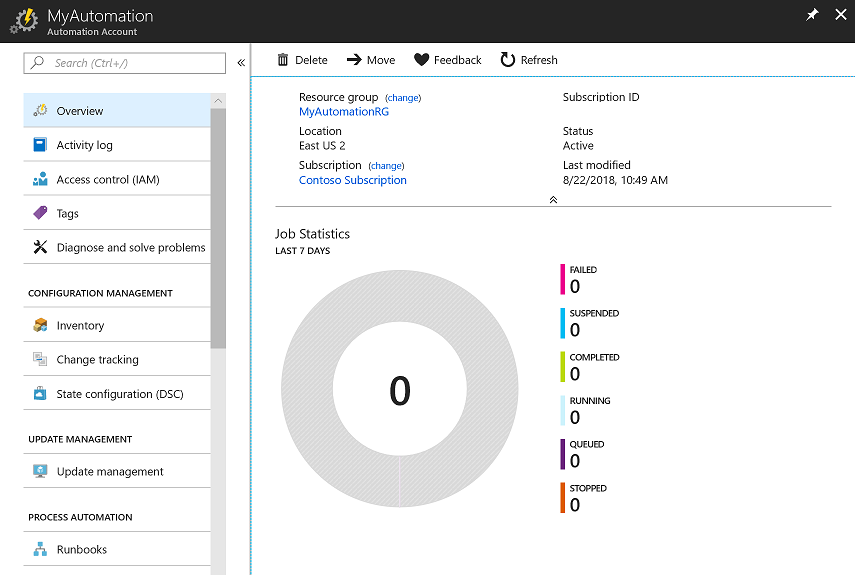 MyAutomation
Automation Account
Search (Ctrl+/)
Overview
Activity log
Access control (IAM)
Tags
Diagnose and solve problems
CONFIGURATION MANAGEMENT
Inventory
Change tracking
State configuration (DSC)
UPDATE MANAGEMENT
Update management
PROCESS AUTOMATION
Runbooks
Delete Move Feedback Refresh
Resource group (change)
MyAutomationRG
Location
East US 2
Subscription (change)
Contoso Subscription
Subscription ID
Status
Active
Last modified
8/22/2018, 10:49 AM
Job Statistics
LAST 7 DAYS
0
FAILED
0
SUSPENDED
0
COMPLETED
0
RUNNING
0
QUEUED
0
STOPPED
0